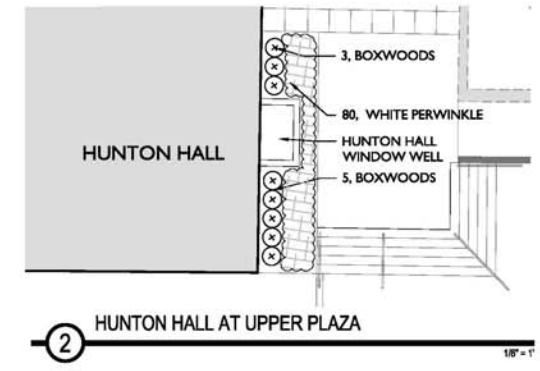 3, BOXWOODS
80, WHITE PERWINKLE
HUNTON HALL
HUNTON HALL
WINDOW WELL
5, BOXWOODS
HUNTON HALL AT UPPER PLAZA
2
1/8" = 1'